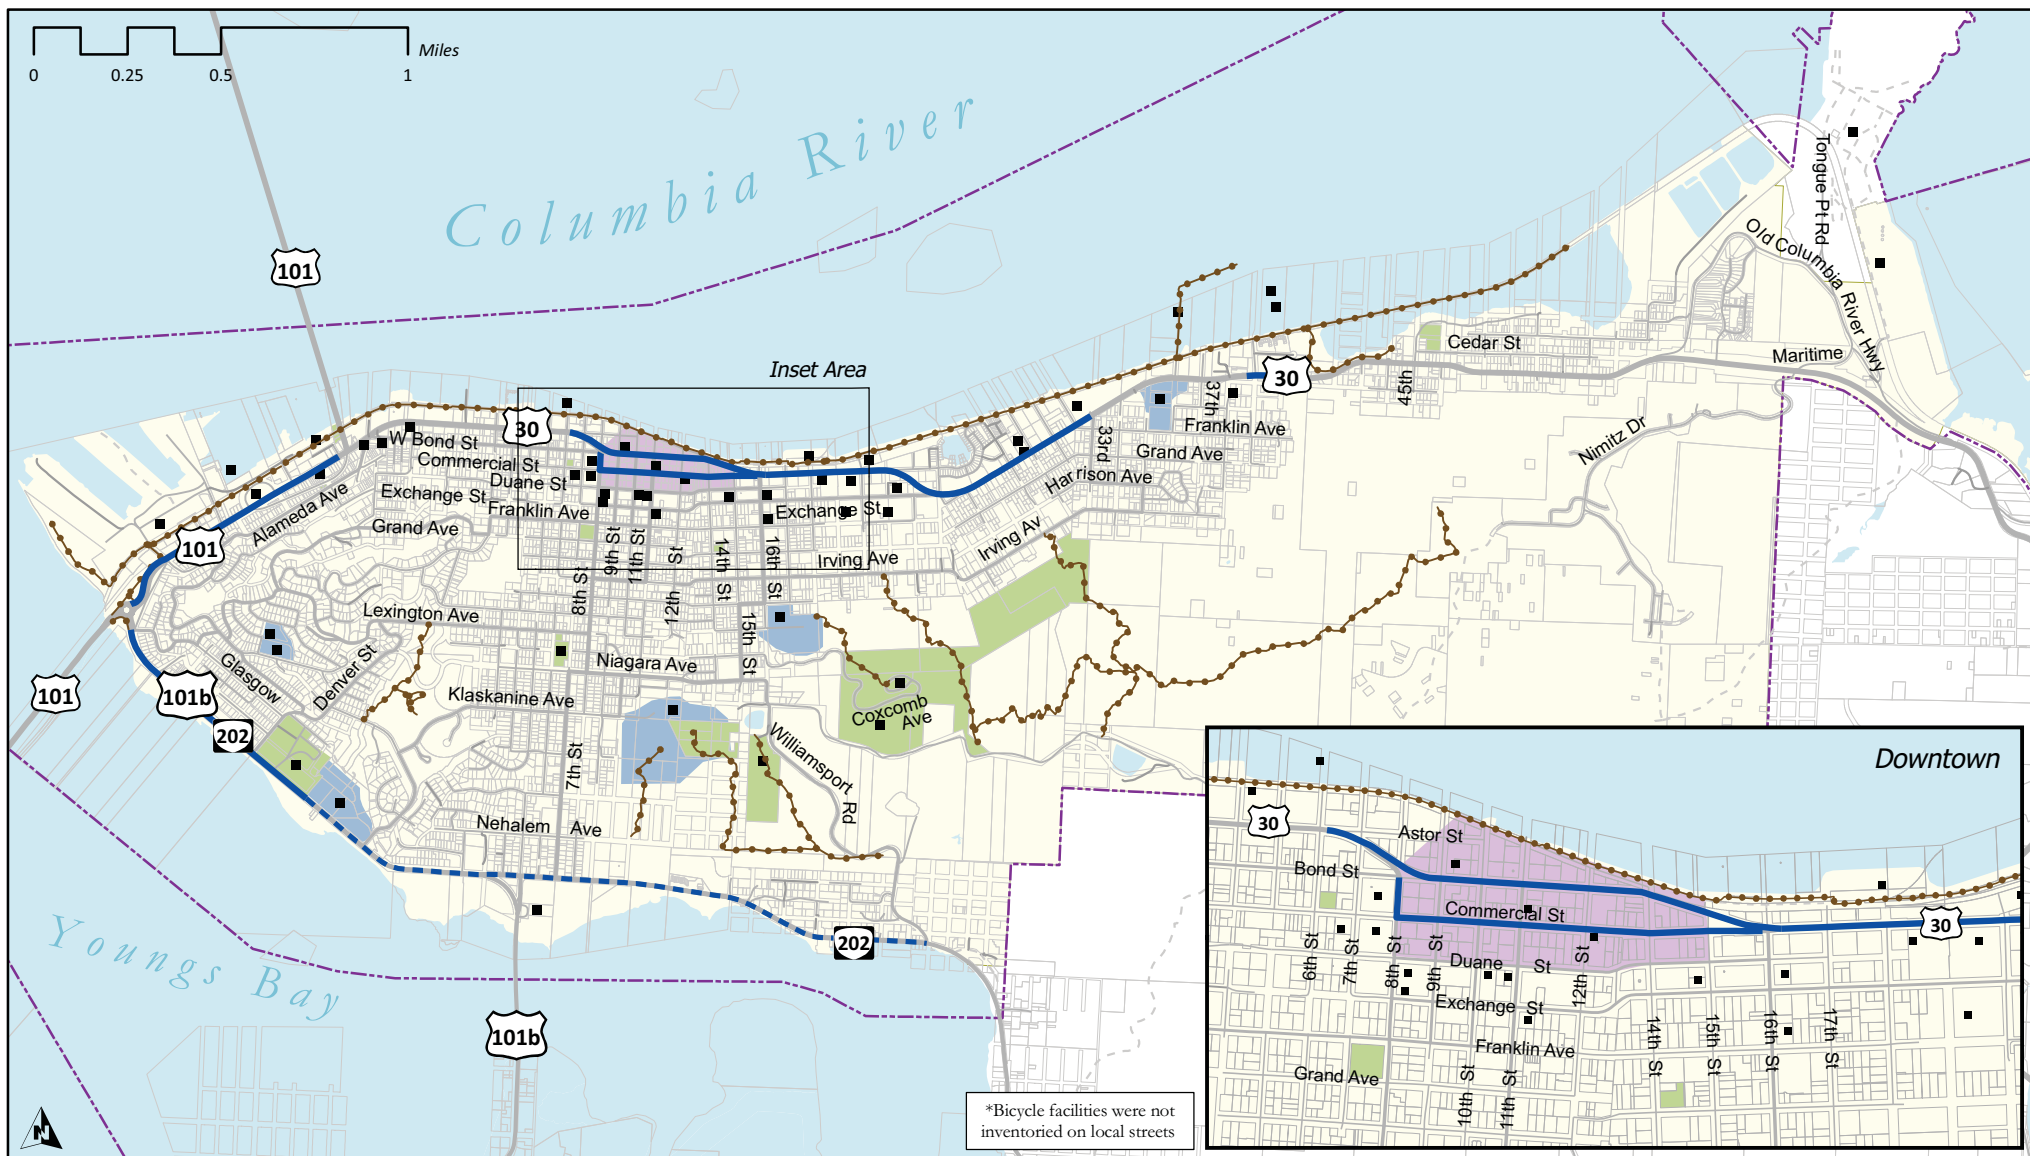 Miles
0 0.25 0.5 1
Columbia River
101
Inset Area
30
W Bond St
Commercial St
Duane St
Exchange St
Franklin Ave
Grand Ave
Alameda Ave
101
Exchange St
Irving Ave
Irving Av
Harrison Ave
Grand Ave
Franklin Ave
33rd
37th
30
45th
Cedar St
Maritime
Old Columbia River Hwy
Tongue Pt Rd
Nimitz Dr
8th St
9th St
11th St
12th St
14th St
16th St
15th St
Lexington Ave
Niagara Ave
Klaskanine Ave
Glasgow
Denver St
101
101b
202
7th St
Nehalem Ave
Williamsport Rd
Coxcomb Ave
202
101b
Youngs Bay
N
*Bicycle facilities were not
inventoried on local streets
Downtown
30
Astor St
Bond St
Commercial St
30
6th St
7th St
8th St
9th St
Duane St
12th St
Exchange St
Franklin Ave
Grand Ave
10th St
11th St
14th St
15th St
16th St
17th St